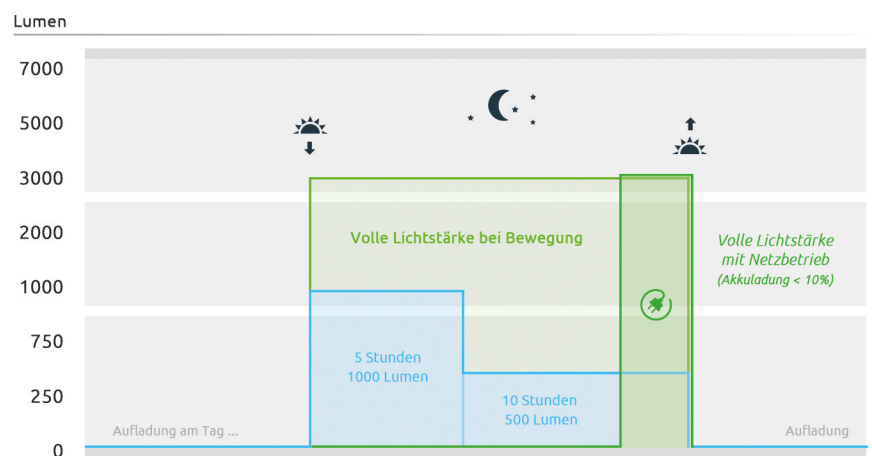 Lumen
7000
5000
3000
2000
1000
750
250
0
Volle Lichtstärke bei Bewegung
Volle Lichtstärke
mit Netzbetrieb
(Akkuladung < 10%)
5 Stunden
1000 Lumen
10 Stunden
500 Lumen
Aufladung am Tag ...
Aufladung